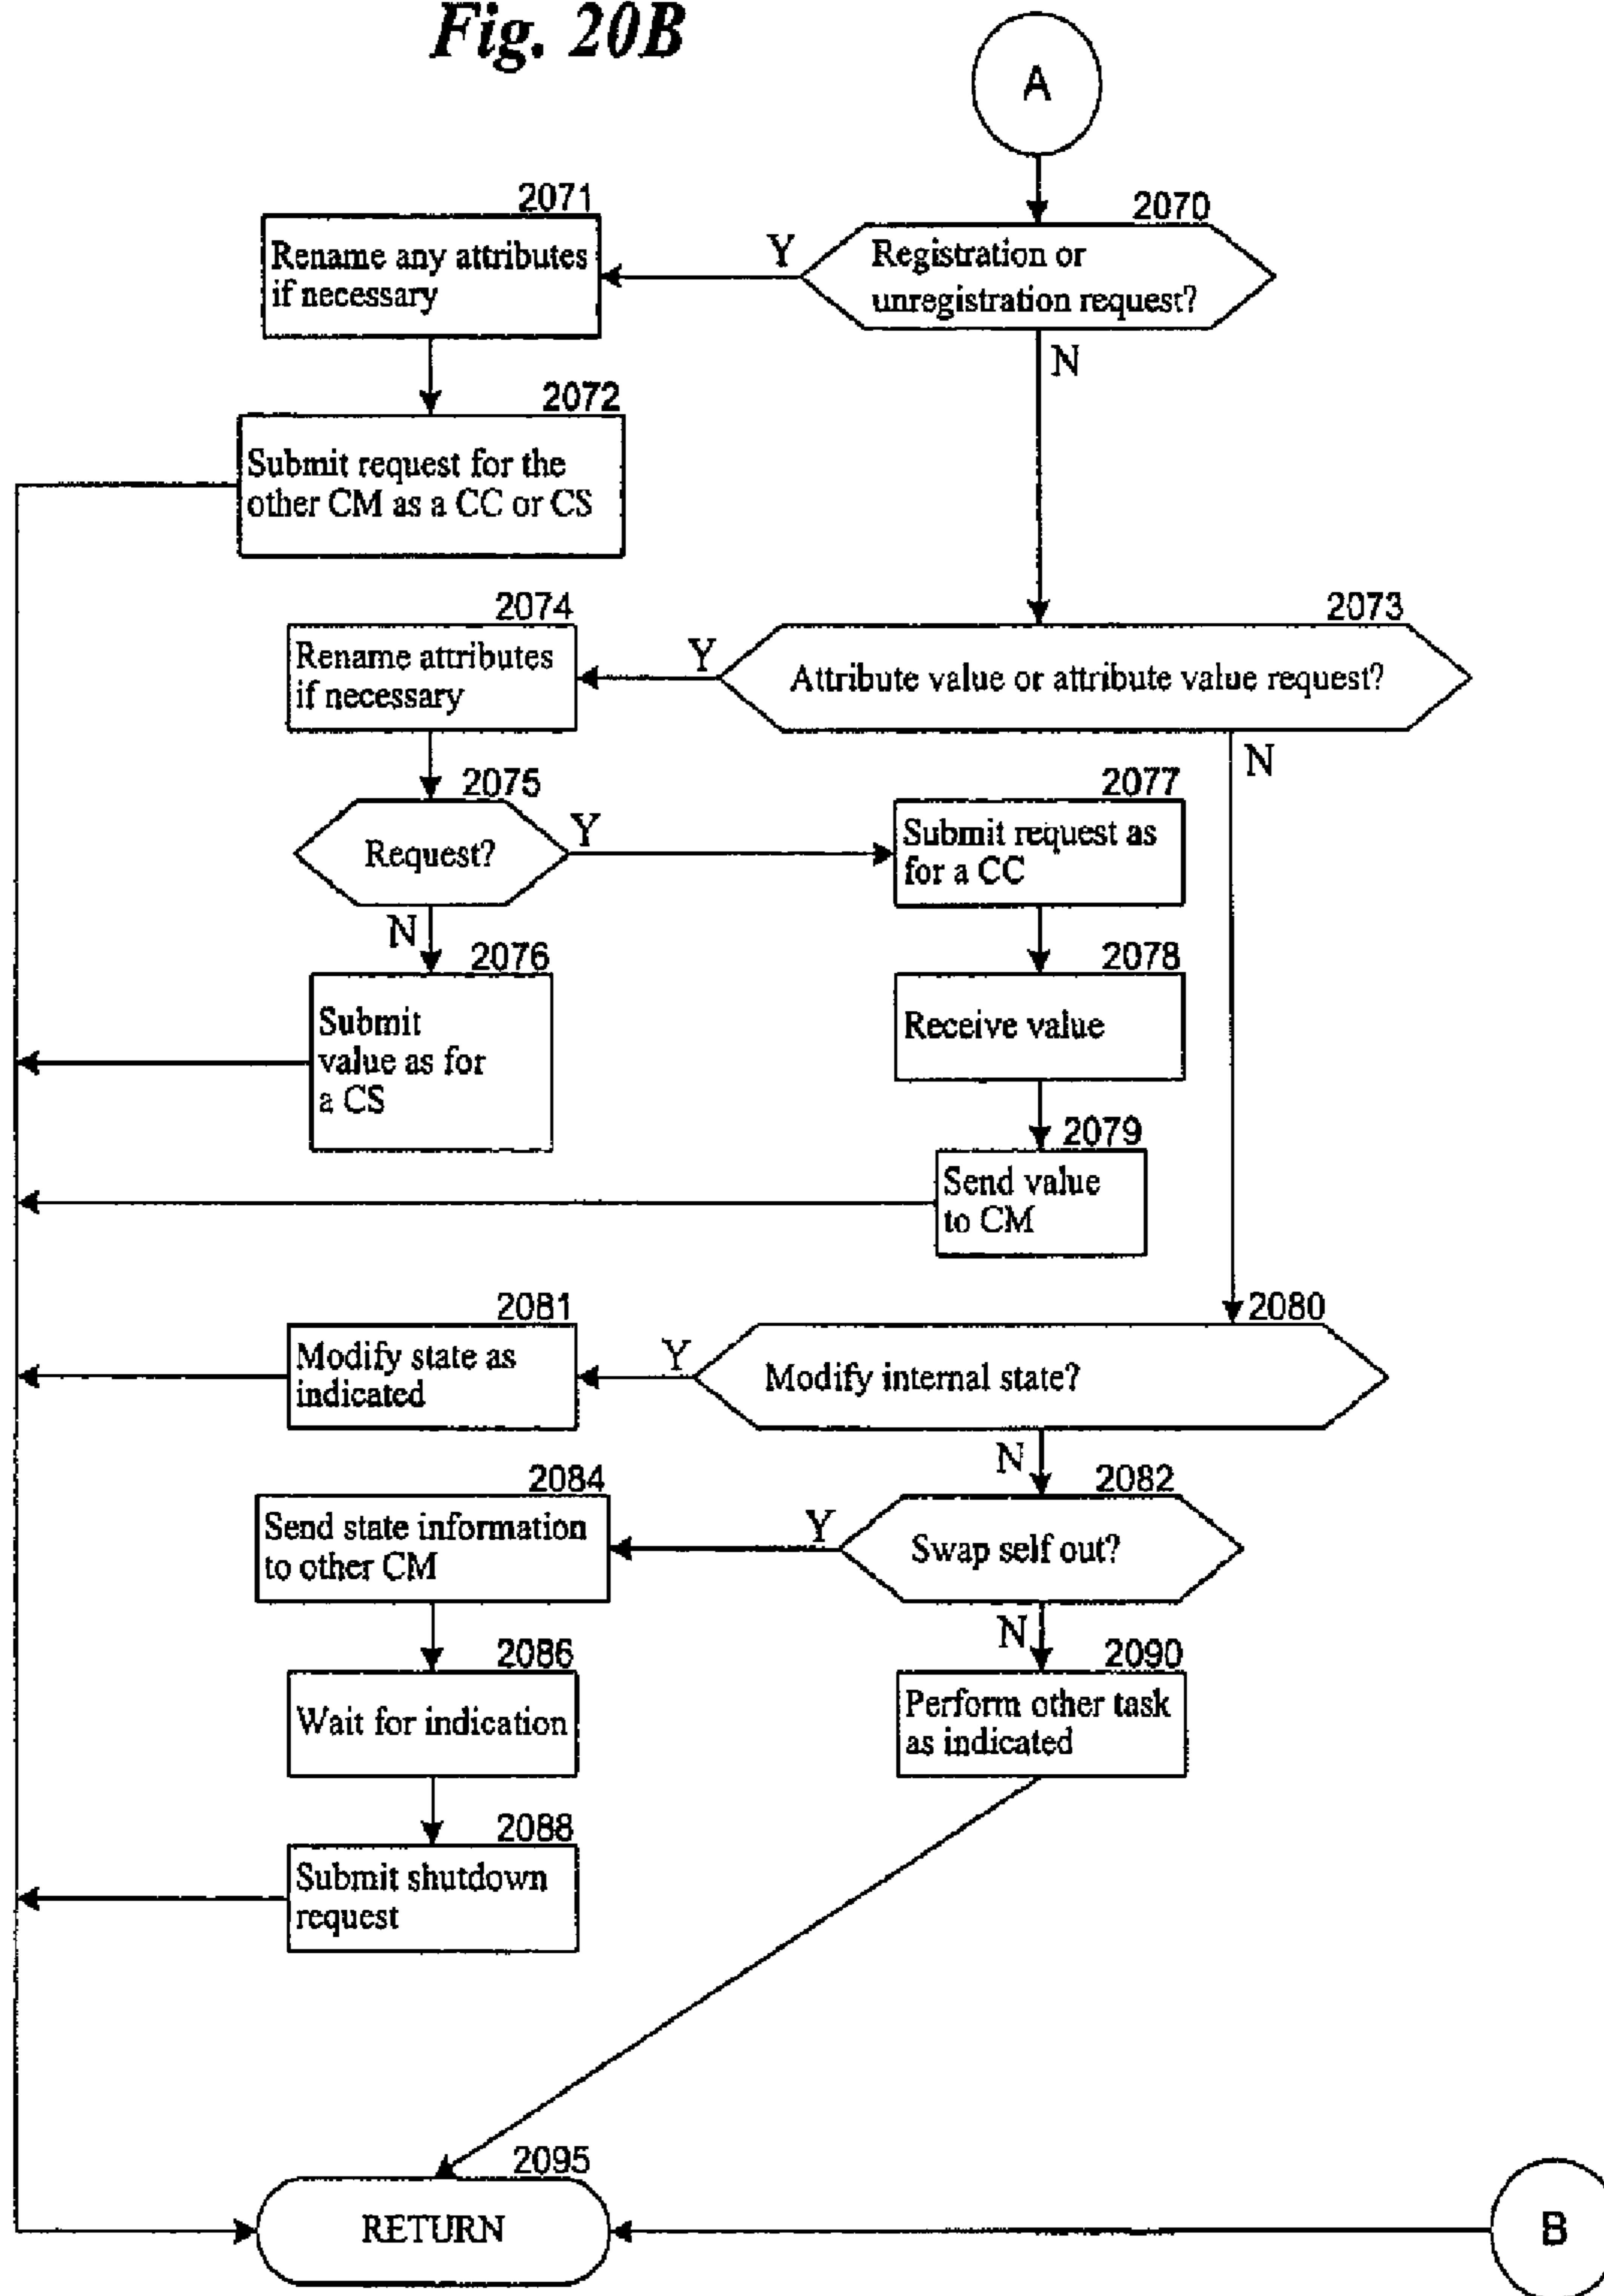 Fig. 20B
A
2071
Rename any attributes
if necessary
Y
2070
Registration or
unregistration request?
N
2072
Submit request for the
other CM as a CC or CS
2074
Rename attributes
if necessary
Y
2073
Attribute value or attribute value request?
N
2075
Request?
Y
N
2077
Submit request as
for a CC
2076
Submit
value as for
a CS
2078
Receive value
2079
Send value
to CM
2081
Modify state as
indicated
Y
2080
Modify internal state?
N
2084
Send state information
to other CM
Y
2082
Swap self out?
N
2086
Wait for indication
2090
Perform other task
as indicated
2088
Submit shutdown
request
2095
RETURN
B